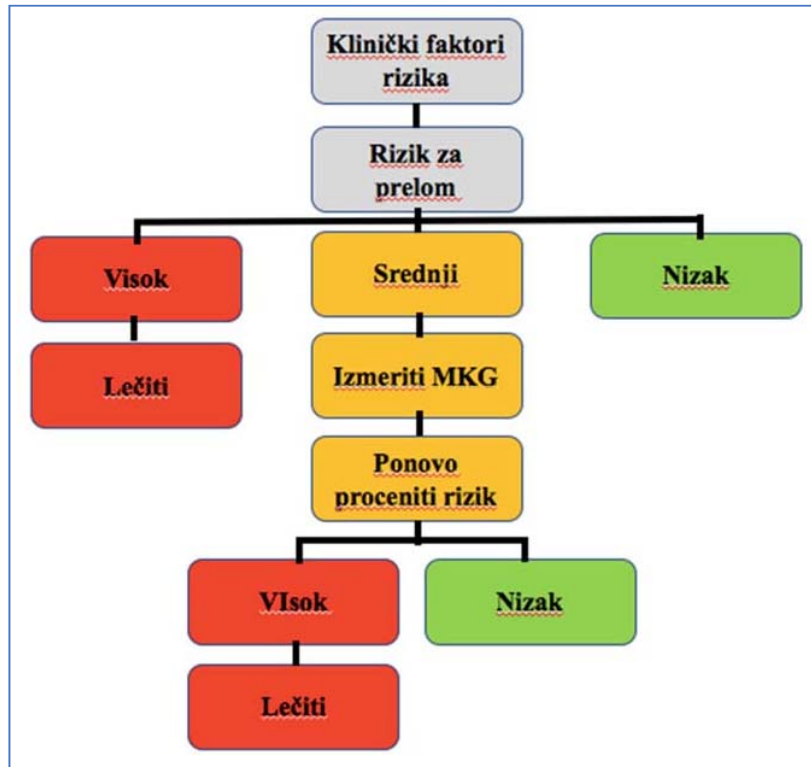 Klinički faktori
rizika
Rizik za
prelom
Visok
Srednji
Nizak
Lečiti
Izmeriti MKG
Ponovo
proceniti rizik
VIsok
Nizak
Lečiti